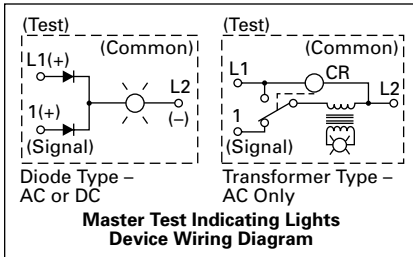 (Test)
(Common)
L1(+)
L2
1(+)
(–)
(Signal)
Diode Type –
AC or DC
(Test)
(Common)
L1
CR
L2
1
(Signal)
Transformer Type –
AC Only
Master Test Indicating Lights
Device Wiring Diagram